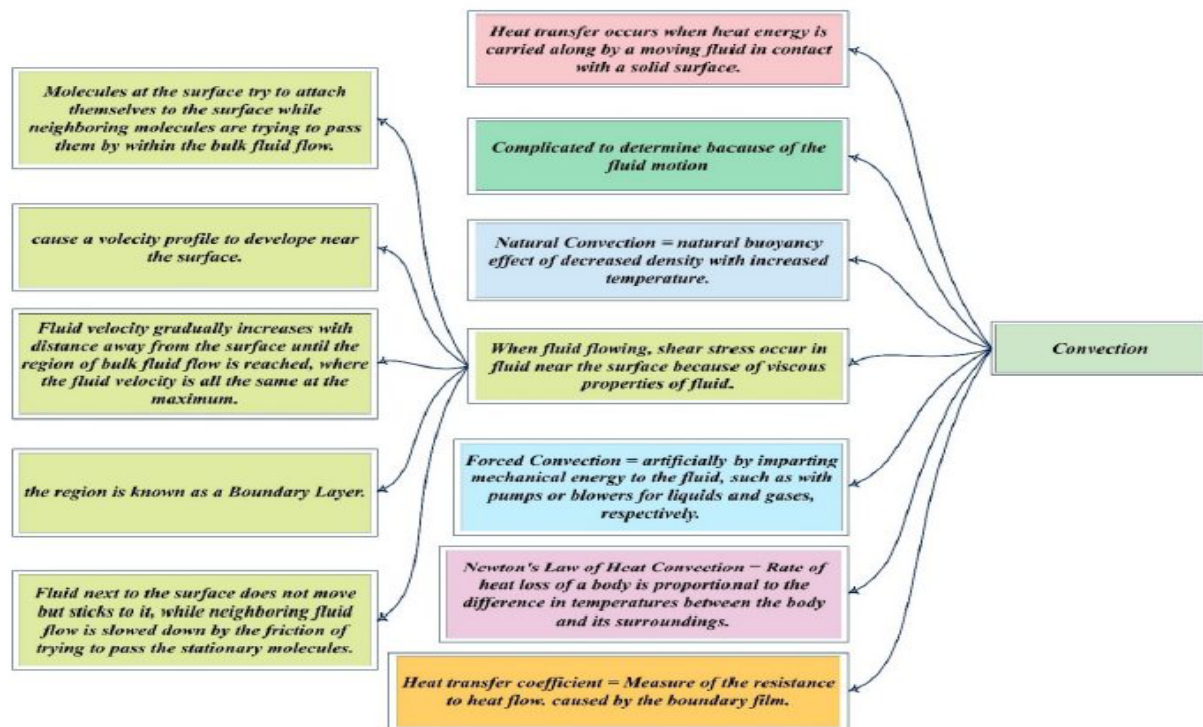 Heat transfer occurs when heat energy is
carried along by a moving fluid in contact
with a solid surface.
Molecules at the surface try to attach
themselves to the surface while
neighboring molecules are trying to pass
them by within the bulk fluid flow.
Complicated to determine bacause of the
fluid motion
cause a volecity profile to develope near
the surface.
Natural Convection = natural buoyancy
effect of decreased density with increased
temperature.
Fluid velocity gradually increases with
distance away from the surface until the
region of bulk fluid flow is reached, where
the fluid velocity is all the same at the
maximum.
When fluid flowing, shear stress occur in
fluid near the surface because of viscous
properties of fluid.
Convection
Forced Convection = artificially by imparting
mechanical energy to the fluid, such as with
pumps or blowers for liquids and gases,
respectively.
the region is known as a Boundary Layer.
Newton's Law of Heat Convection = Rate of
heat loss of a body is proportional to the
difference in temperatures between the body
and its surroundings.
Fluid next to the surface does not move
but sticks to it, while neighboring fluid
flow is slowed down by the friction of
trying to pass the stationary molecules.
Heat transfer coefficient = Measure of the resistance
to heat flow. caused by the boundary film.